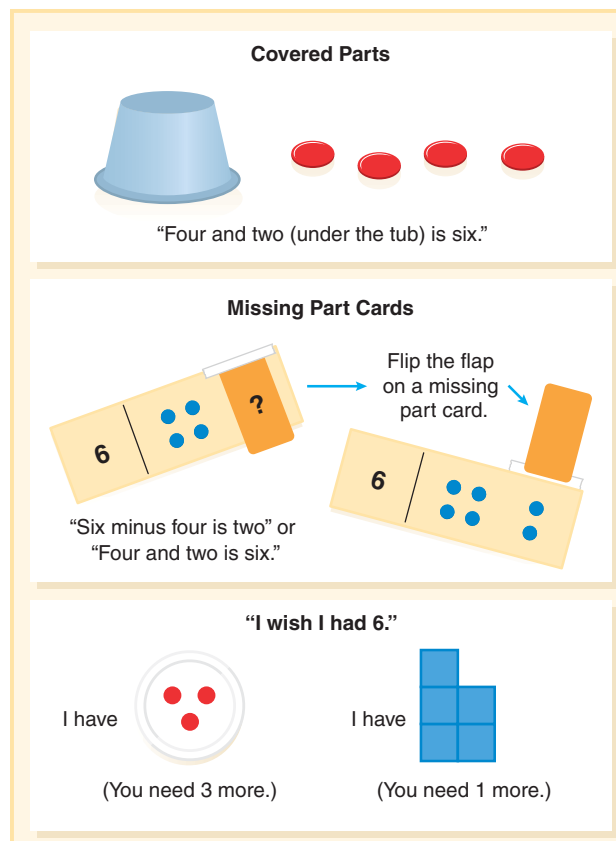 Covered Parts
“Four and two (under the tub) is six.”
Missing Part Cards
6
?
Flip the flap
on a missing
part card.
6
“Six minus four is two” or
“Four and two is six.”
“I wish I had 6.”
I have
(You need 3 more.)
I have
(You need 1 more.)